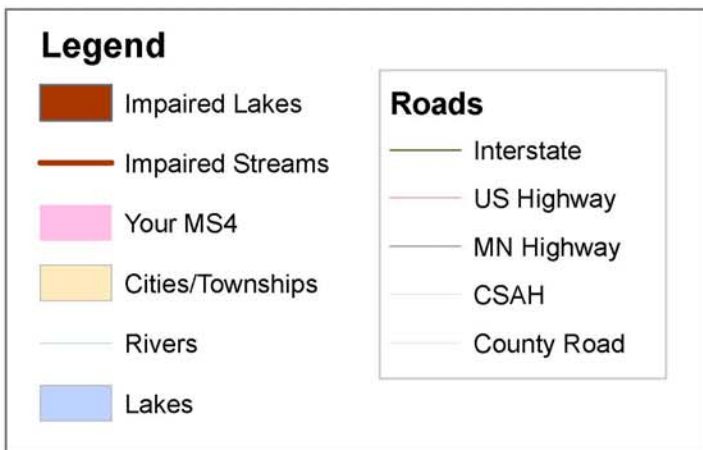 Legend
Impaired Lakes
Impaired Streams
Your MS4
Cities/Townships
Rivers
Lakes
Roads
Interstate
US Highway
MN Highway
CSAH
County Road